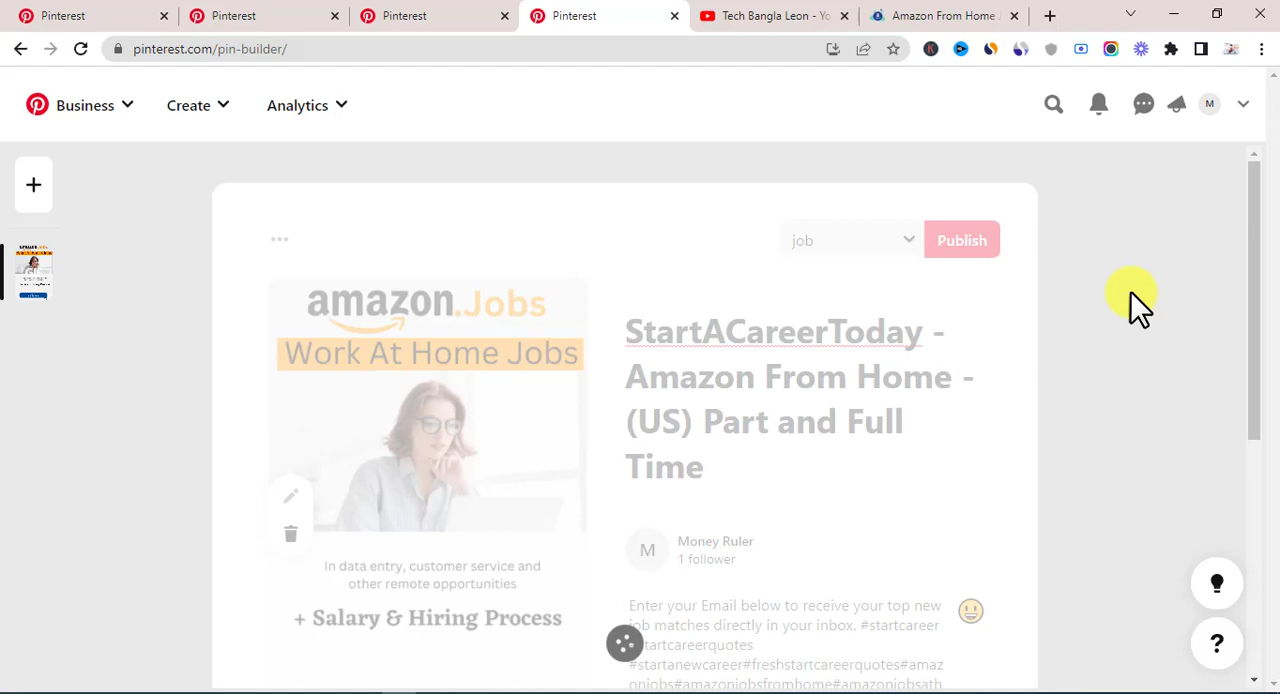 Pinterest
Pinterest
Pinterest
Pinterest
Tech Bangla Leon - Yo
Amazon From Home
pinterest.com/pin-builder/
Business
Create
Analytics
M
job
Publish
amazon.Jobs
Work At Home Jobs
In data entry, customer service and
other remote opportunities
+ Salary & Hiring Process
StartACareerToday -
Amazon From Home -
(US) Part and Full
Time
M
Money Ruler
1 follower
Enter your Email below to receive your top new
job matches directly in your inbox. #startcareer
startcareerquotes
#startanewcareer#freshstartcareerquotes#amaz
onjobs#amazonjobsfromhome#amazonjobsath
?